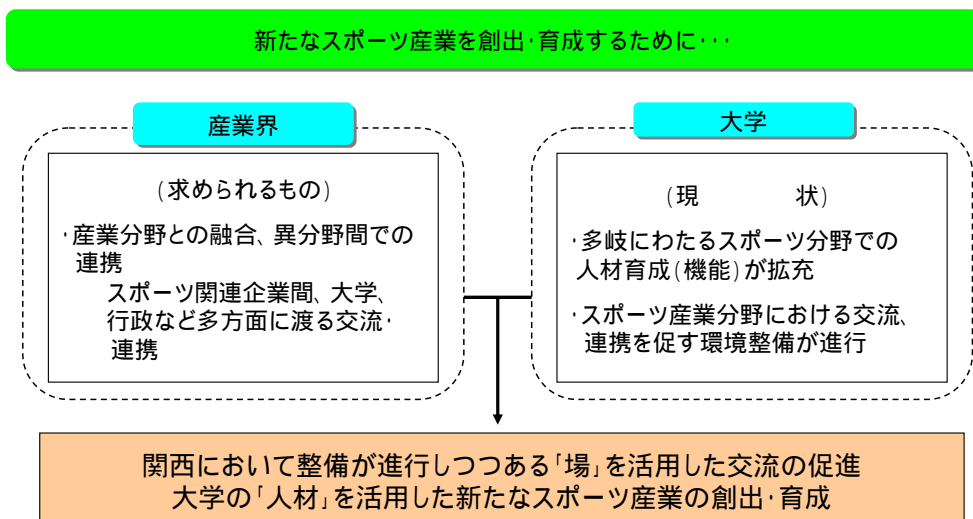 新たなスポーツ産業を創出・育成するために・・・
産業界
(求められるもの)
・産業分野との融合、異分野間での
連携
スポーツ関連企業間、大学、
行政など多方面に渡る交流・
連携
大学
(現 状)
・多岐にわたるスポーツ分野での
人材育成(機能)が拡充
・スポーツ産業分野における交流、
連携を促す環境整備が進行
関西において整備が進行しつつある「場」を活用した交流の促進
大学の「人材」を活用した新たなスポーツ産業の創出・育成